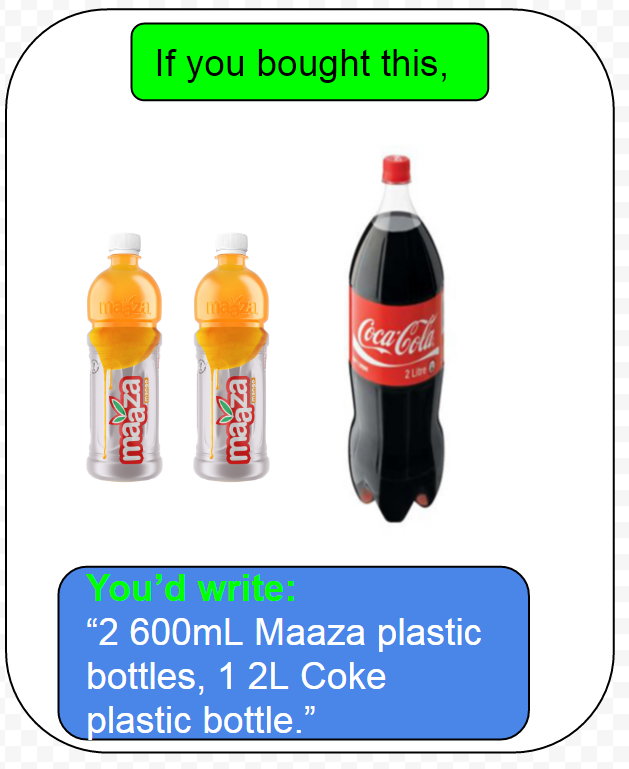 If you bought this,
maaza maaza
maaza maaza
Coca-Cola
2 Litre
You’d write:
“2 600mL Maaza plastic
bottles, 1 2L Coke
plastic bottle.”